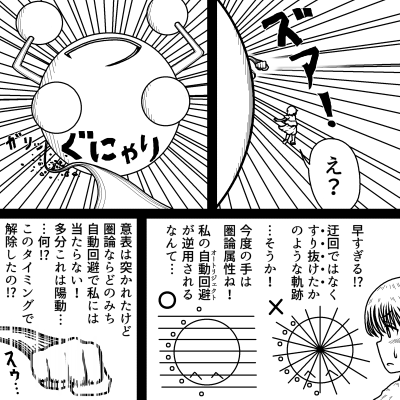 ズアー！
え？
ガリッ
ぐにゃり
早すぎる!?
迂回ではなく
すり抜けたか
のような軌跡
…そうか！
今度の手は
圏論属性ね！
私の自動回避
オートリジェクト
が逆用される
なんて…
意表は突かれたけど
圏論ならどのみち
自動回避で私には
当たらない！
多分これは陽動…
…何!?
このタイミングで
解除したの!?
スゥ…